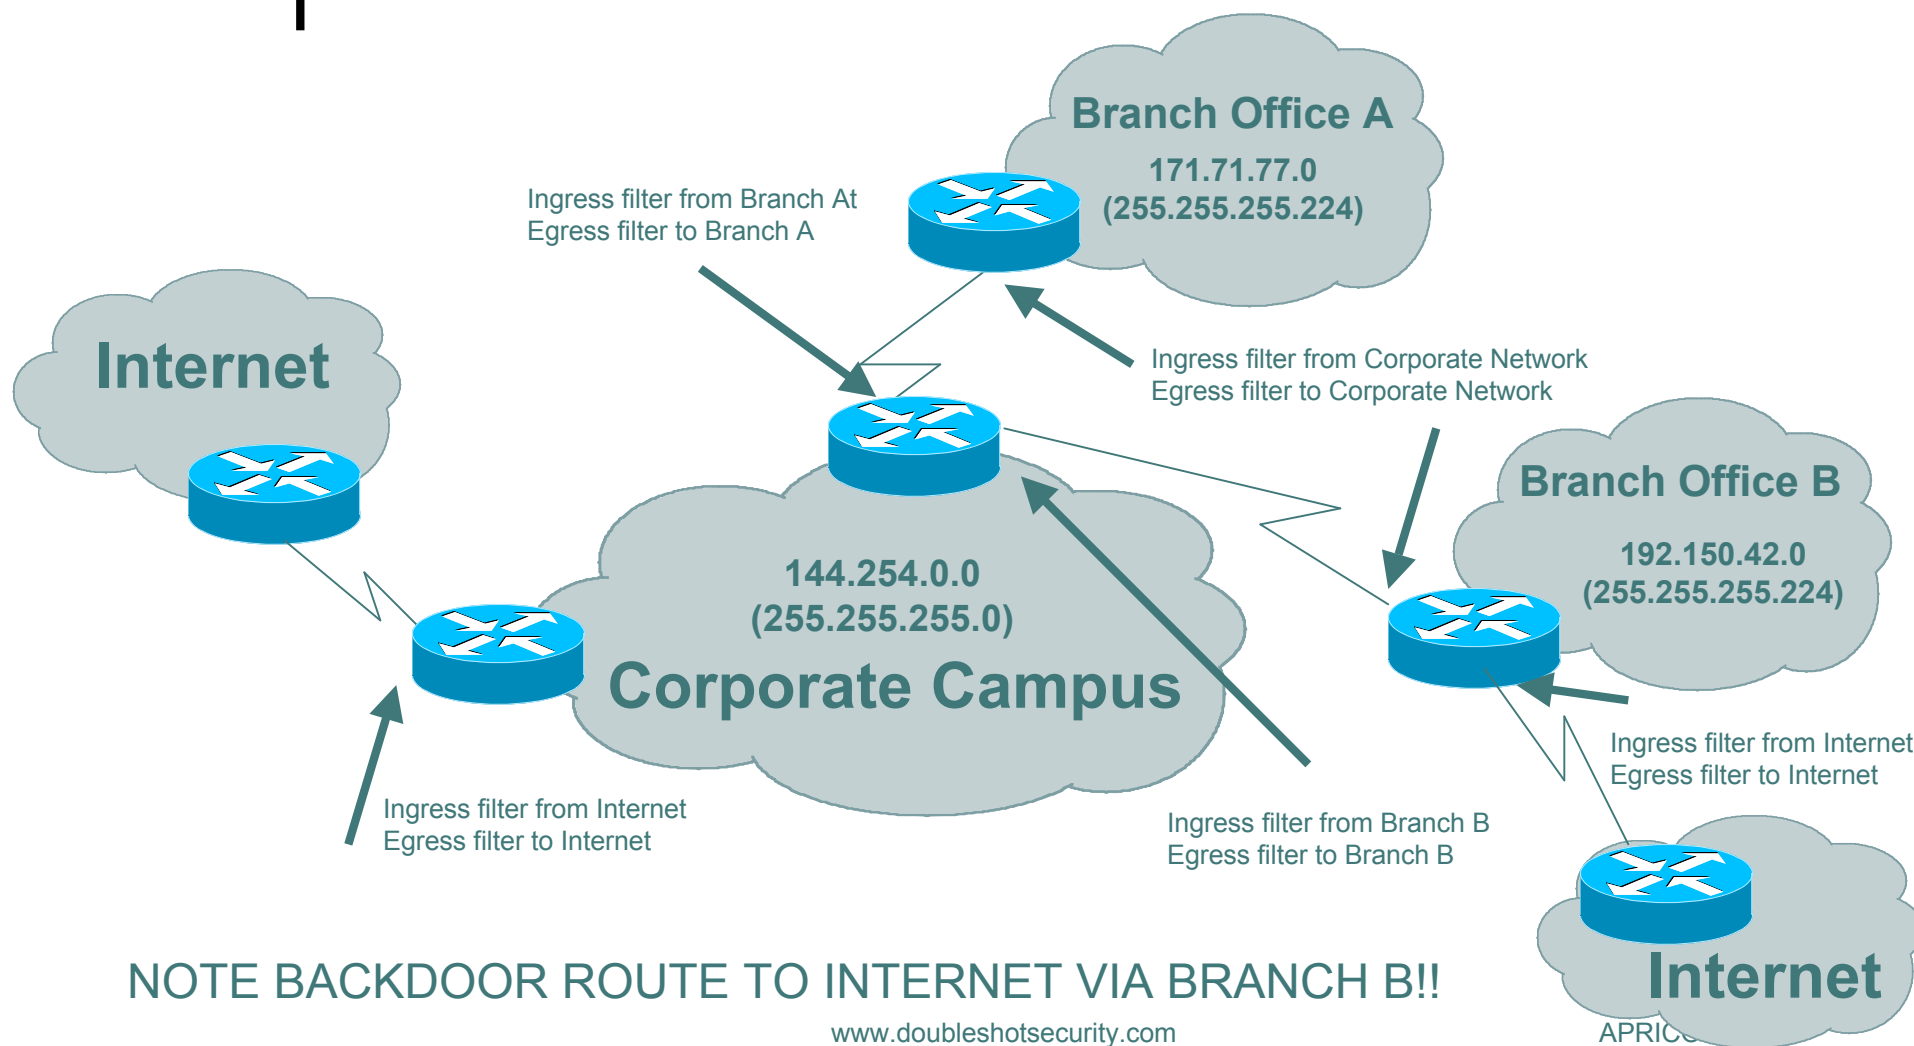 Branch Office A
171.71.77.0
(255.255.255.224)
Ingress filter from Branch At
Egress filter to Branch A
Internet
Ingress filter from Corporate Network
Egress filter to Corporate Network
Branch Office B
192.150.42.0
(255.255.255.224)
144.254.0.0
(255.255.255.0)
Corporate Campus
Ingress filter from Internet
Egress filter to Internet
Ingress filter from Internet
Egress filter to Internet
Ingress filter from Branch B
Egress filter to Branch B
Internet
NOTE BACKDOOR ROUTE TO INTERNET VIA BRANCH B!!
www.doubleshotsecurity.com